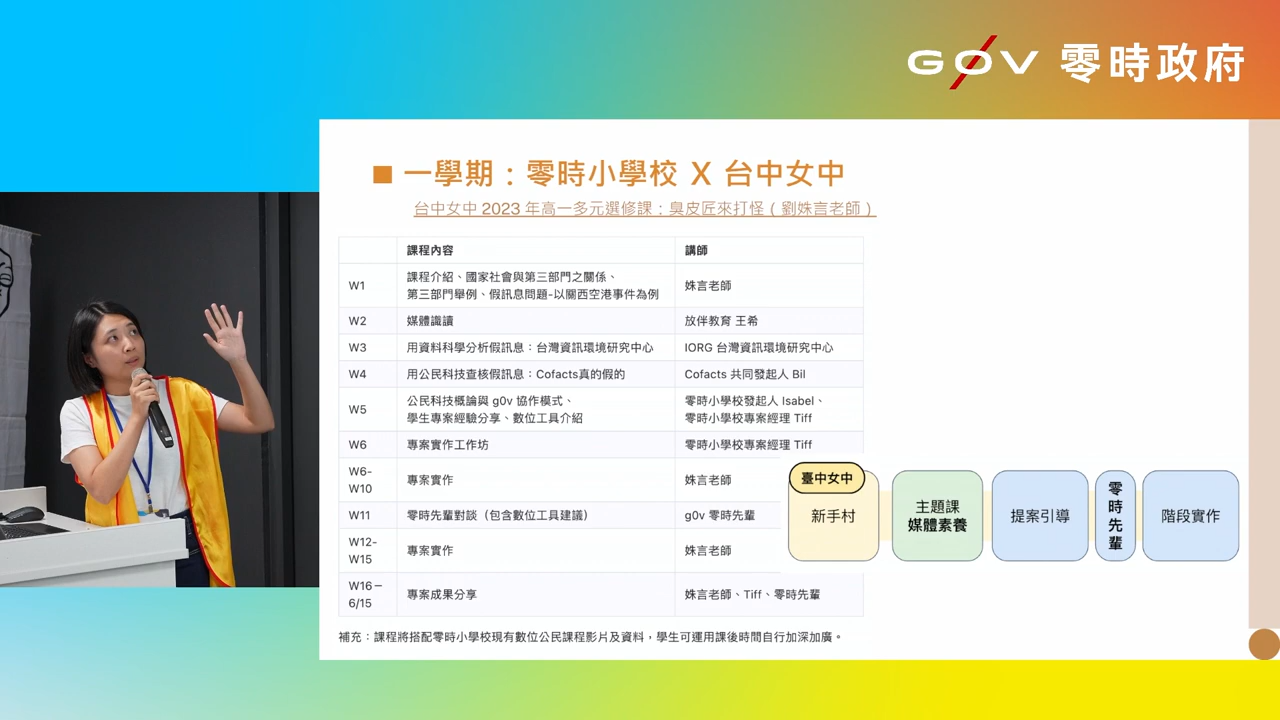 G0V 零時政府
■ 一學期：零時小學校 X 台中女中
台中女中 2023 年高一多元選修課：臭皮匠來打怪（劉姝言老師）
課程內容 講師
W1 課程介紹、國家社會與第三部門之關係、
第三部門舉例、假訊息問題-以關西空港事件為例 姝言老師
W2 媒體識讀 放伴教育 王希
W3 用資料科學分析假訊息：台灣資訊環境研究中心 IORG 台灣資訊環境研究中心
W4 用公民科技查核假訊息：Cofacts真的假的 Cofacts 共同發起人 Bil
W5 公民科技概論與 g0v 協作模式、
學生專案經驗分享、數位工具介紹 零時小學校發起人 Isabel、
零時小學校專案經理 Tiff
W6 專案實作工作坊 零時小學校專案經理 Tiff
W6-
W10 專案實作 姝言老師
W11 零時先輩對談（包含數位工具建議） g0v 零時先輩
W12-
W15 專案實作 姝言老師
W16－
6/15 專案成果分享 姝言老師、Tiff、零時先輩
補充：課程將搭配零時小學校現有數位公民課程影片及資料，學生可運用課後時間自行加深加廣。
臺中女中
新手村
主題課
媒體素養
提案引導
零時先輩
階段實作